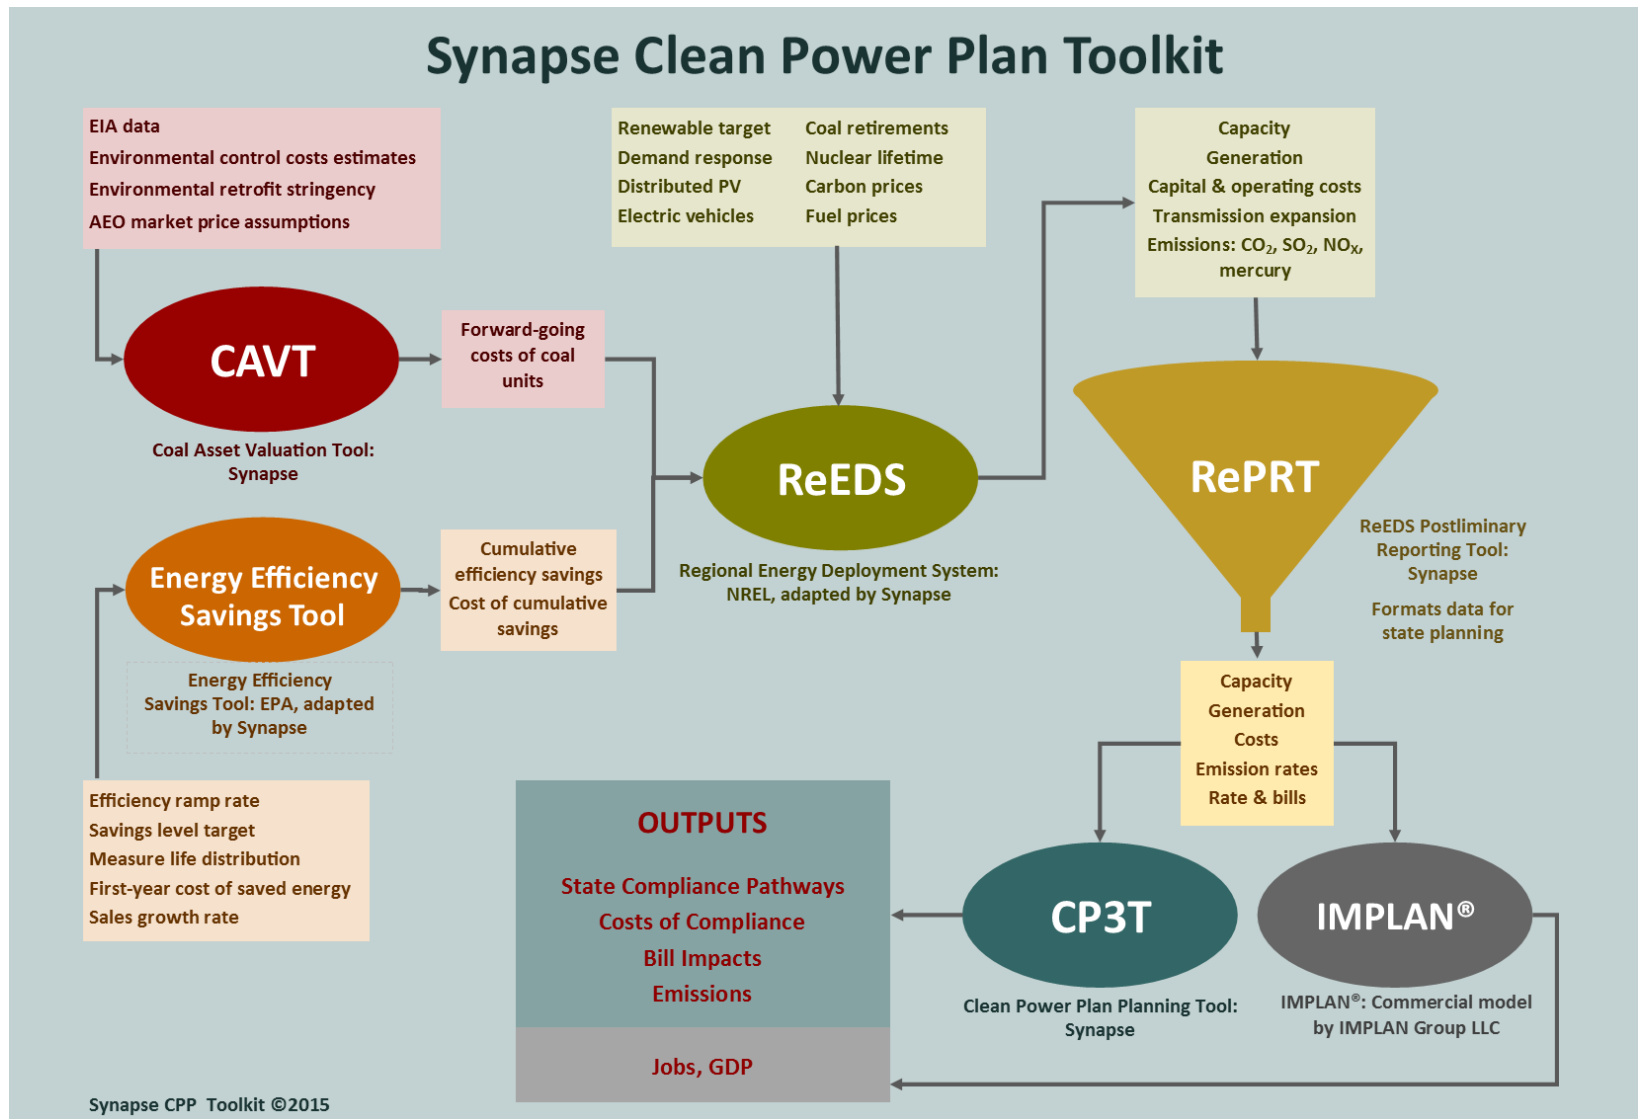 Synapse Clean Power Plan Toolkit
EIA data
Environmental control costs estimates
Environmental retrofit stringency
AEO market price assumptions
Renewable target
Demand response
Distributed PV
Electric vehicles
Coal retirements
Nuclear lifetime
Carbon prices
Fuel prices
Capacity
Generation
Capital & operating costs
Transmission expansion
Emissions: CO₂, SO₂, NOₓ,
mercury
CAVT
Coal Asset Valuation Tool:
Synapse
Forward-going
costs of coal
units
ReEDS
Regional Energy Deployment System:
NREL, adapted by Synapse
RePRT
ReEDS Postliminary
Reporting Tool:
Synapse
Formats data for
state planning
Energy Efficiency
Savings Tool
Energy Efficiency
Savings Tool: EPA, adapted
by Synapse
Cumulative
efficiency savings
Cost of cumulative
savings
Efficiency ramp rate
Savings level target
Measure life distribution
First-year cost of saved energy
Sales growth rate
Capacity
Generation
Costs
Emission rates
Rate & bills
CP3T
Clean Power Plan Planning Tool:
Synapse
IMPLAN®
IMPLAN®: Commercial model
by IMPLAN Group LLC
OUTPUTS
State Compliance Pathways
Costs of Compliance
Bill Impacts
Emissions
Jobs, GDP
Synapse CPP Toolkit ©2015